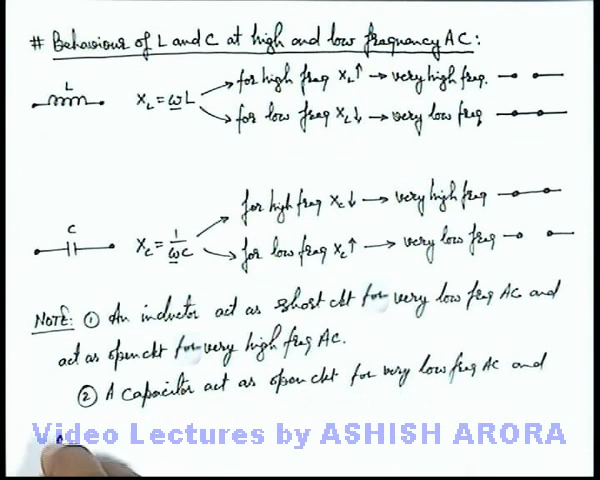 # Behaviour of L and C at high and low frequency AC :
L
X_L = ωL
for high freq X_L↑ → very high freq.
for low freq X_L↓ → very low freq
C
X_C = 1/ωC
for high freq X_C↓ → very high freq
for low freq X_C↑ → very low freq
NOTE: ① An inductor act as short ckt for very low freq AC and
act as open ckt for very high freq AC.
② A capacitor act as open ckt for very low freq AC and
Video Lectures by ASHISH ARORA